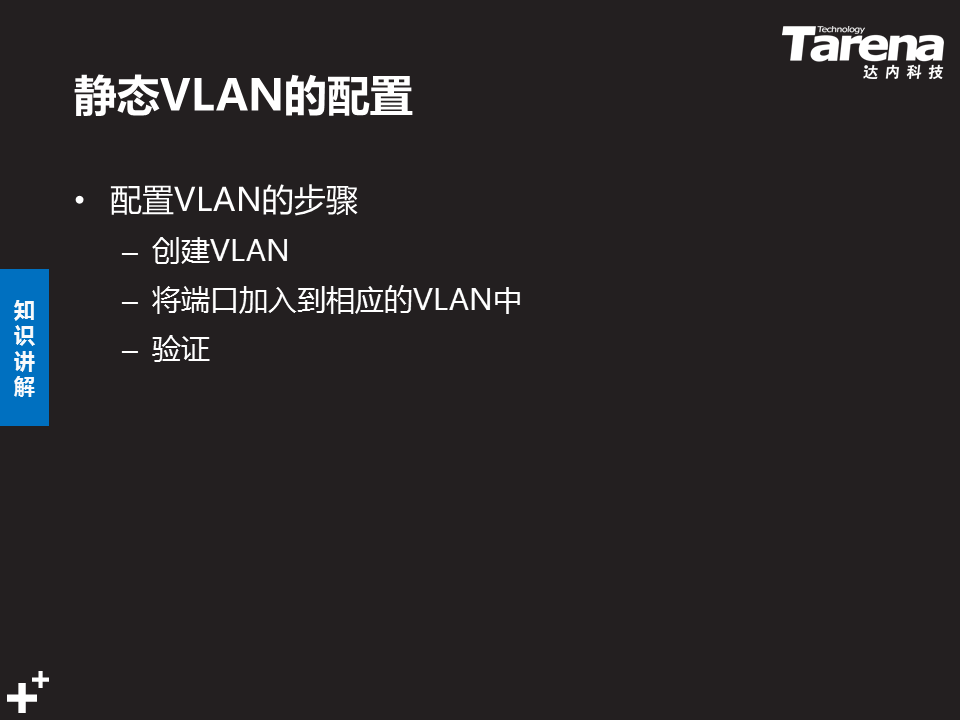 Technology
Tarena
达内科技
静态VLAN的配置
• 配置VLAN的步骤
– 创建VLAN
– 将端口加入到相应的VLAN中
– 验证
知
识
讲
解